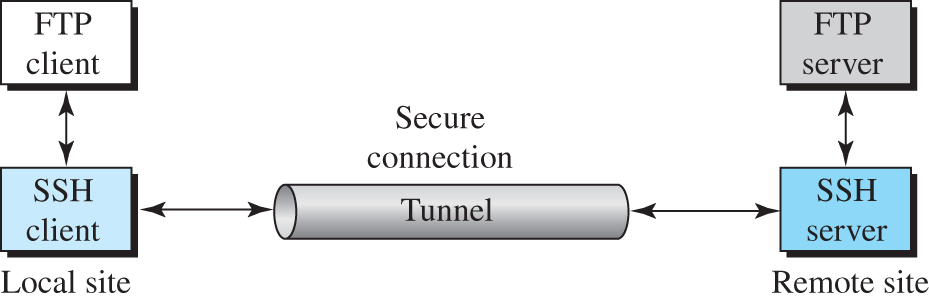 FTP
client
FTP
server
Secure
connection
SSH
client
Tunnel
SSH
server
Local site
Remote site